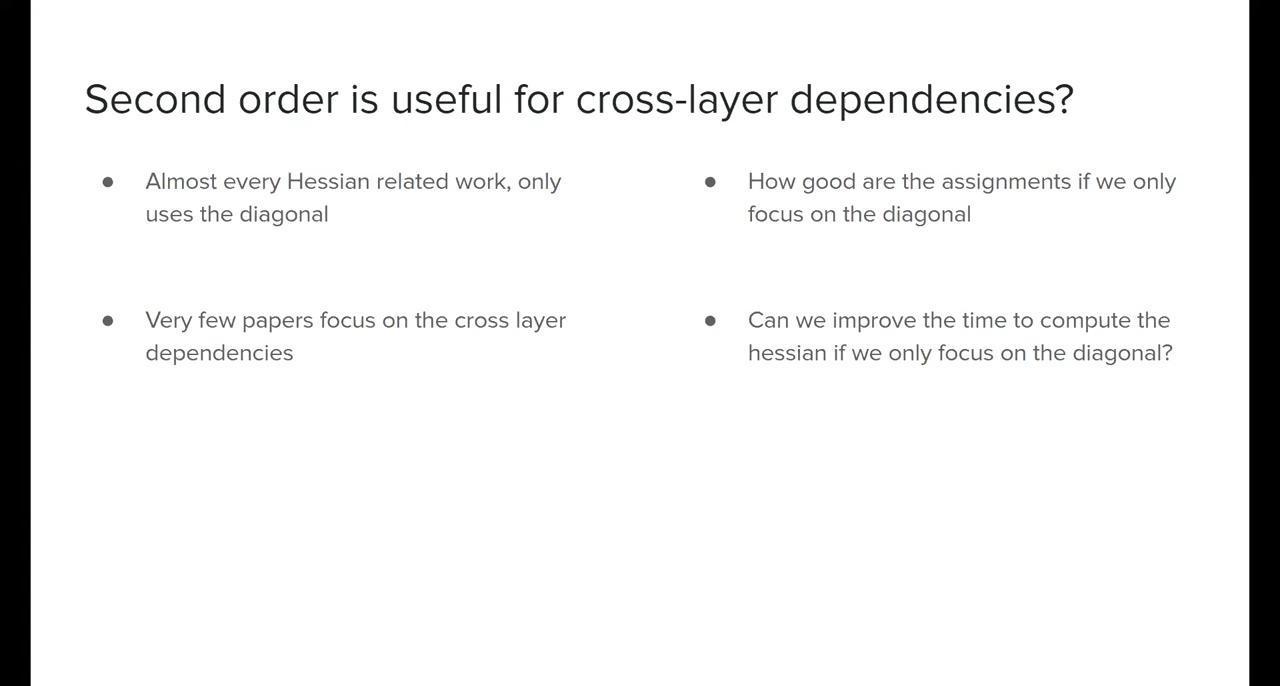 Second order is useful for cross-layer dependencies?
● Almost every Hessian related work, only
uses the diagonal
● Very few papers focus on the cross layer
dependencies
● How good are the assignments if we only
focus on the diagonal
● Can we improve the time to compute the
hessian if we only focus on the diagonal?